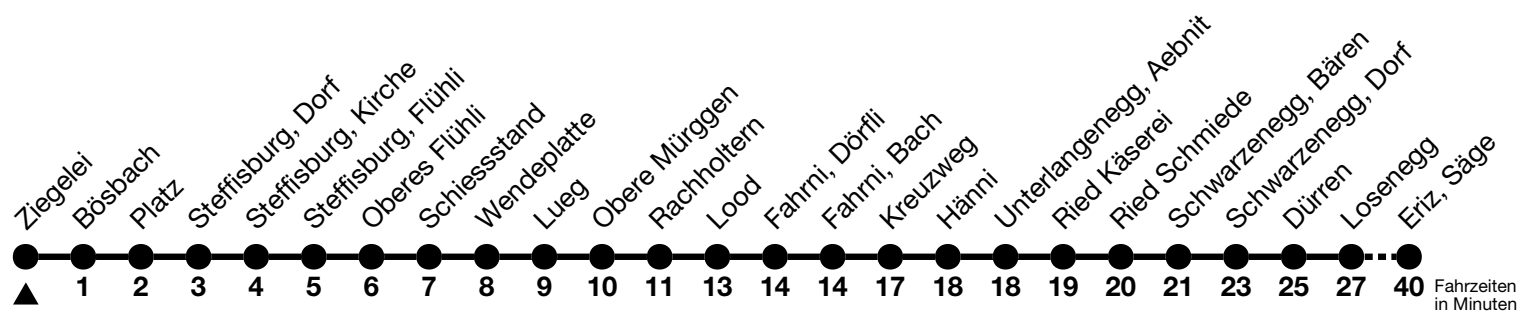 Ziegelei
Bösbach
Platz
Steffisburg, Dorf
Steffisburg, Kirche
Steffisburg, Flühli
Oberes Flühli
Schiessstand
Wendeplatte
Lueg
Obere Mürggen
Rachholtern
Lood
Fahrni, Dörfli
Fahrni, Bach
Kreuzweg
Hänni
Unterlangenegg, Aebnit
Ried Käserei
Ried Schmiede
Schwarzenegg, Bären
Schwarzenegg, Dorf
Dürren
Losenegg
Eriz, Säge
1 2 3 4 5 6 7 8 9 10 11 13 14 14 17 18 18 19 20 21 23 25 27 40
Fahrzeiten
in Minuten